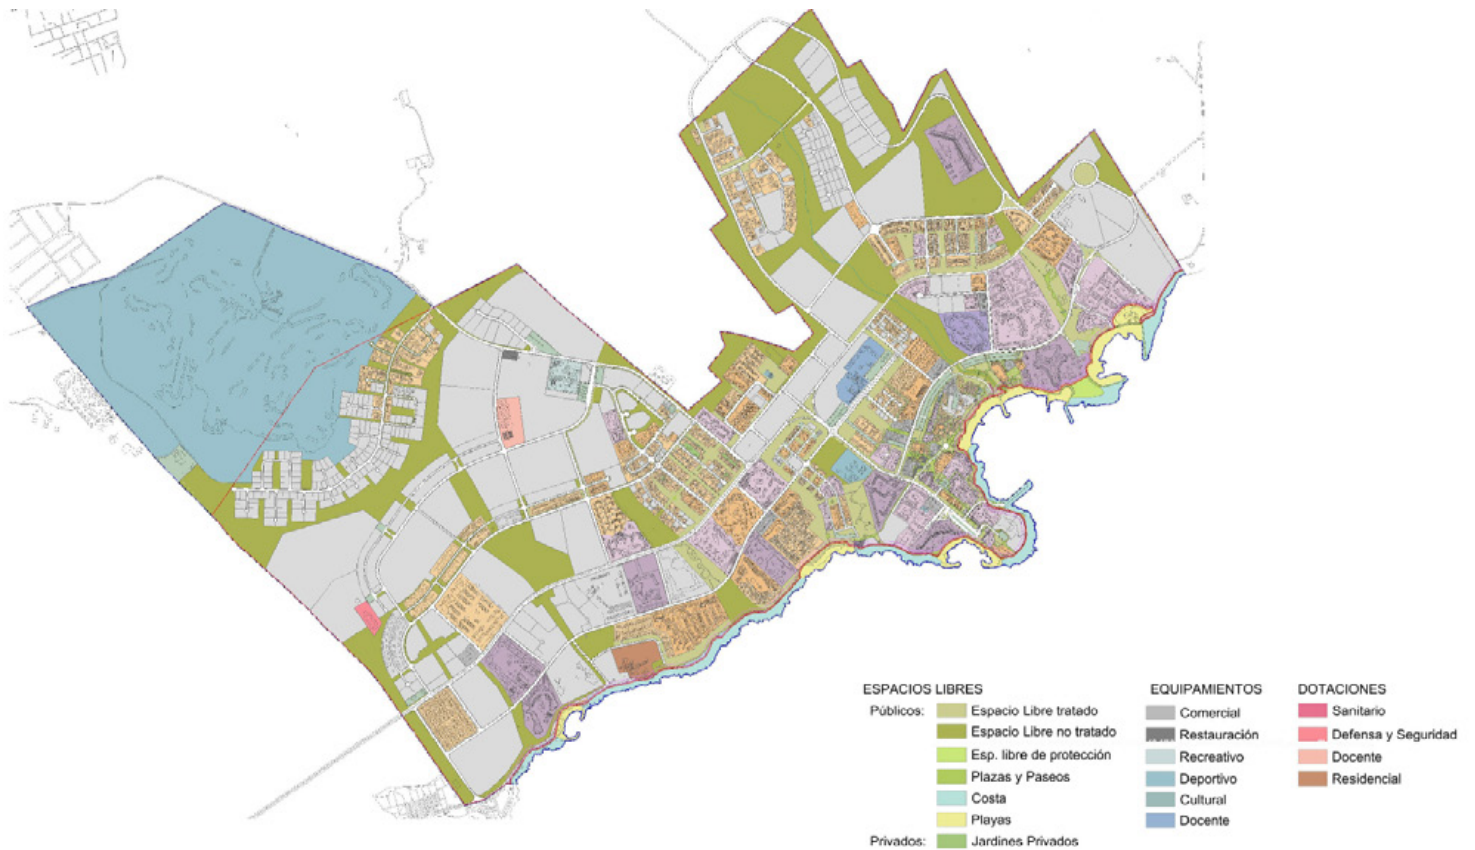 ESPACIOS LIBRES
Públicos:
Espacio Libre tratado
Espacio Libre no tratado
Esp. libre de protección
Plazas y Paseos
Costa
Playas
Privados:
Jardines Privados
EQUIPAMIENTOS
Comercial
Restauración
Recreativo
Deportivo
Cultural
Docente
DOTACIONES
Sanitario
Defensa y Seguridad
Docente
Residencial